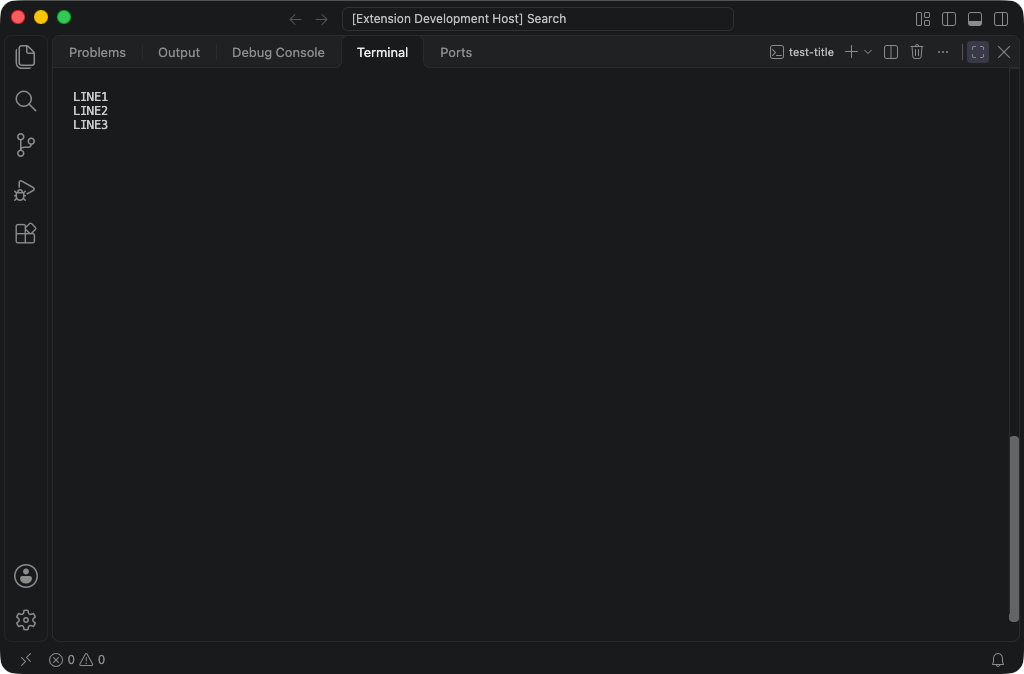 [Extension Development Host] Search
Problems Output Debug Console Terminal Ports test-title
LINE1
LINE2
LINE3
0 0